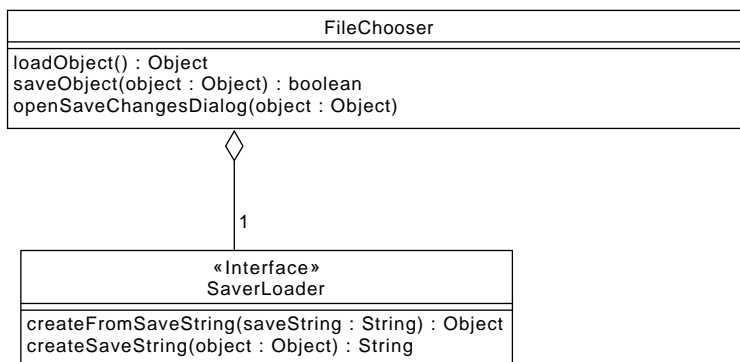 FileChooser
loadObject() : Object
saveObject(object : Object) : boolean
openSaveChangesDialog(object : Object)
1
«Interface»
SaverLoader
createFromSaveString(saveString : String) : Object
createSaveString(object : Object) : String